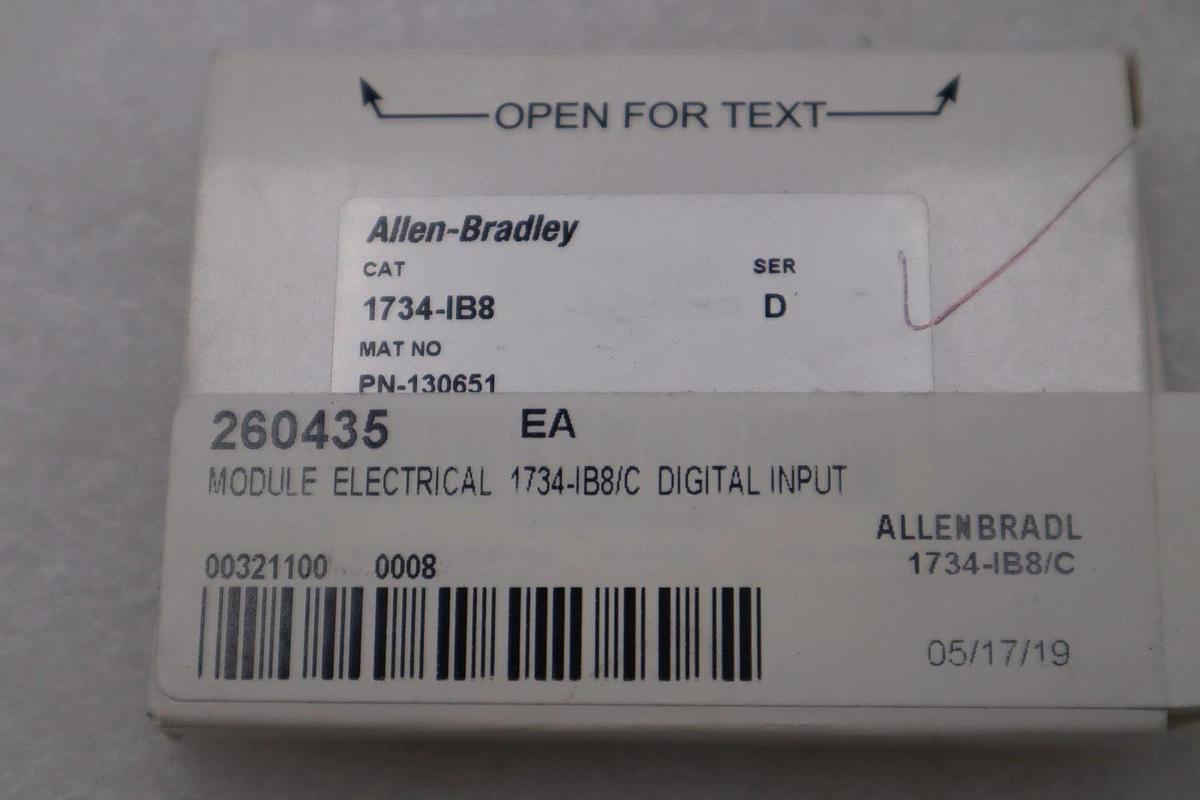 OPEN FOR TEXT
Allen-Bradley
CAT SER
1734-IB8 D
MAT NO
PN-130651
260435 EA
MODULE ELECTRICAL 1734-IB8/C DIGITAL INPUT
ALLENBRADL
00321100 0008 1734-IB8/C
05/17/19